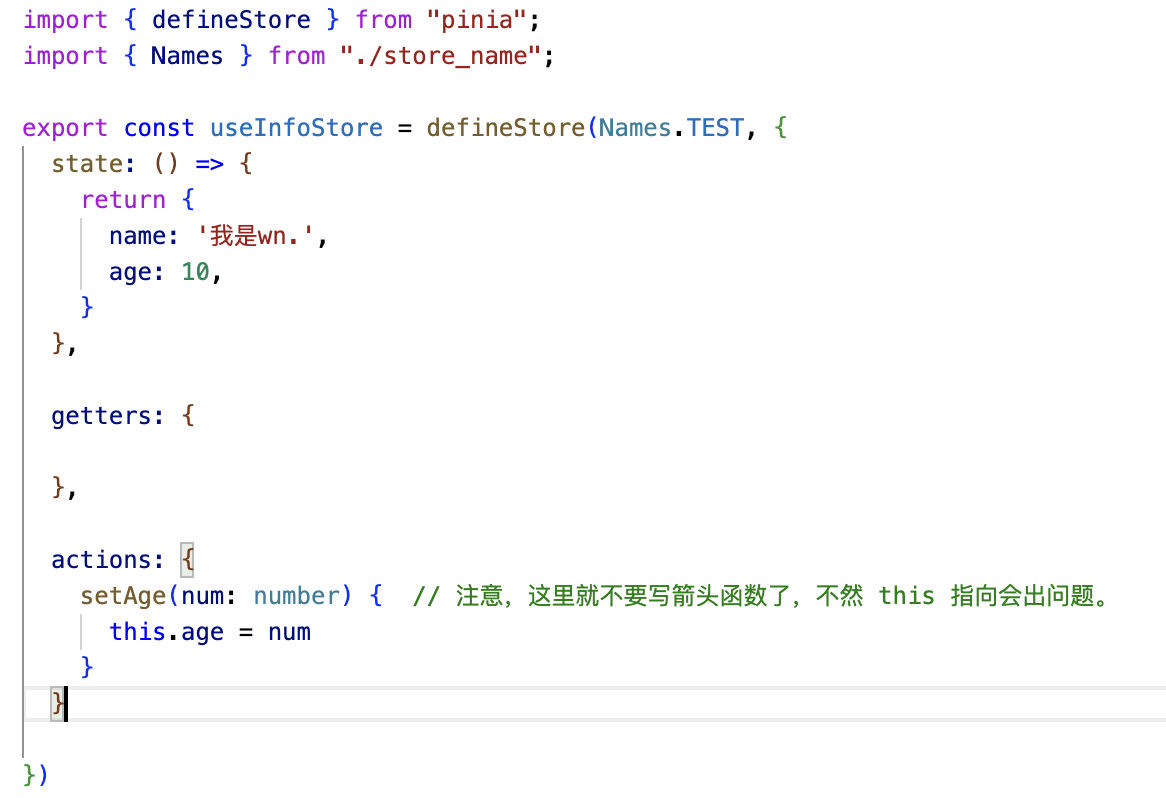 import { defineStore } from "pinia";
import { Names } from "./store_name";
export const useInfoStore = defineStore(Names.TEST, {
state: () => {
return {
name: '我是wn.',
age: 10,
}
},
getters: {
},
actions: {
setAge(num: number) { // 注意，这里就不要写箭头函数了，不然 this 指向会出问题。
this.age = num
}
}
})